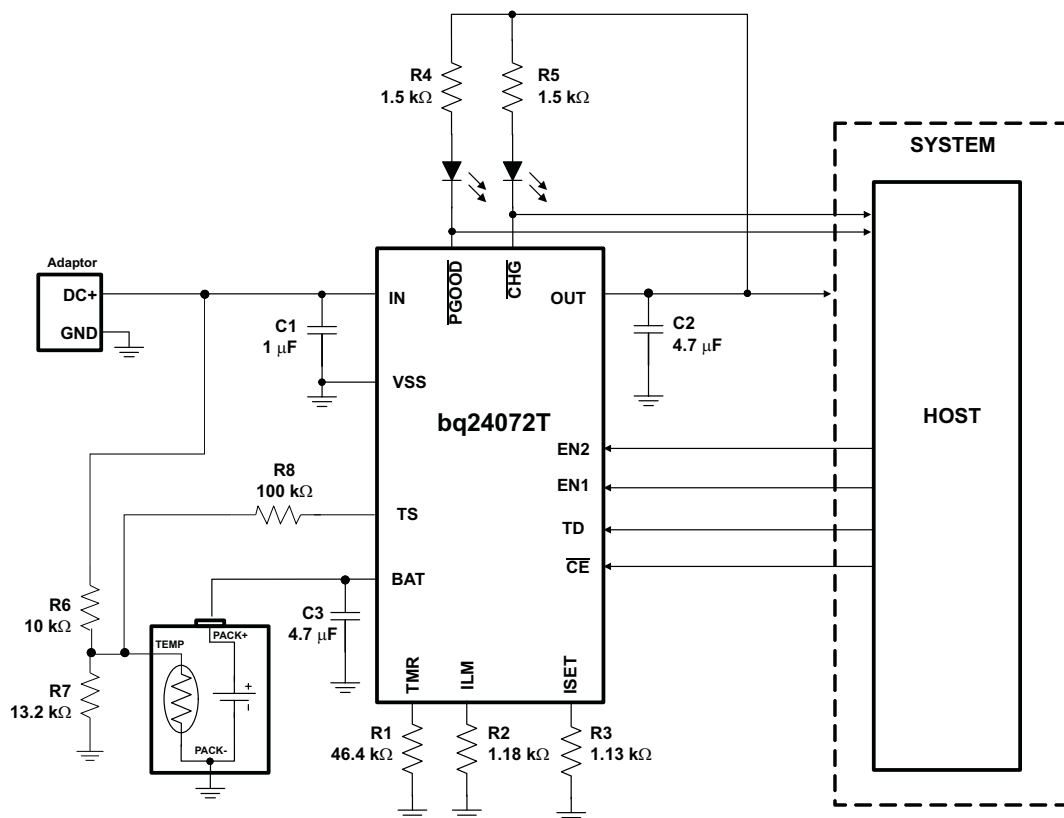 R4
1.5 kΩ
R5
1.5 kΩ
SYSTEM
HOST
Adaptor
DC+
GND
C1
1 μF
IN
PGOOD
CHG
OUT
C2
4.7 μF
VSS
bq24072T
EN2
EN1
TD
CE
R8
100 kΩ
TS
BAT
C3
4.7 μF
R6
10 kΩ
R7
13.2 kΩ
TEMP
PACK+
+
−
PACK-
TMR
ILM
ISET
R1
46.4 kΩ
R2
1.18 kΩ
R3
1.13 kΩ